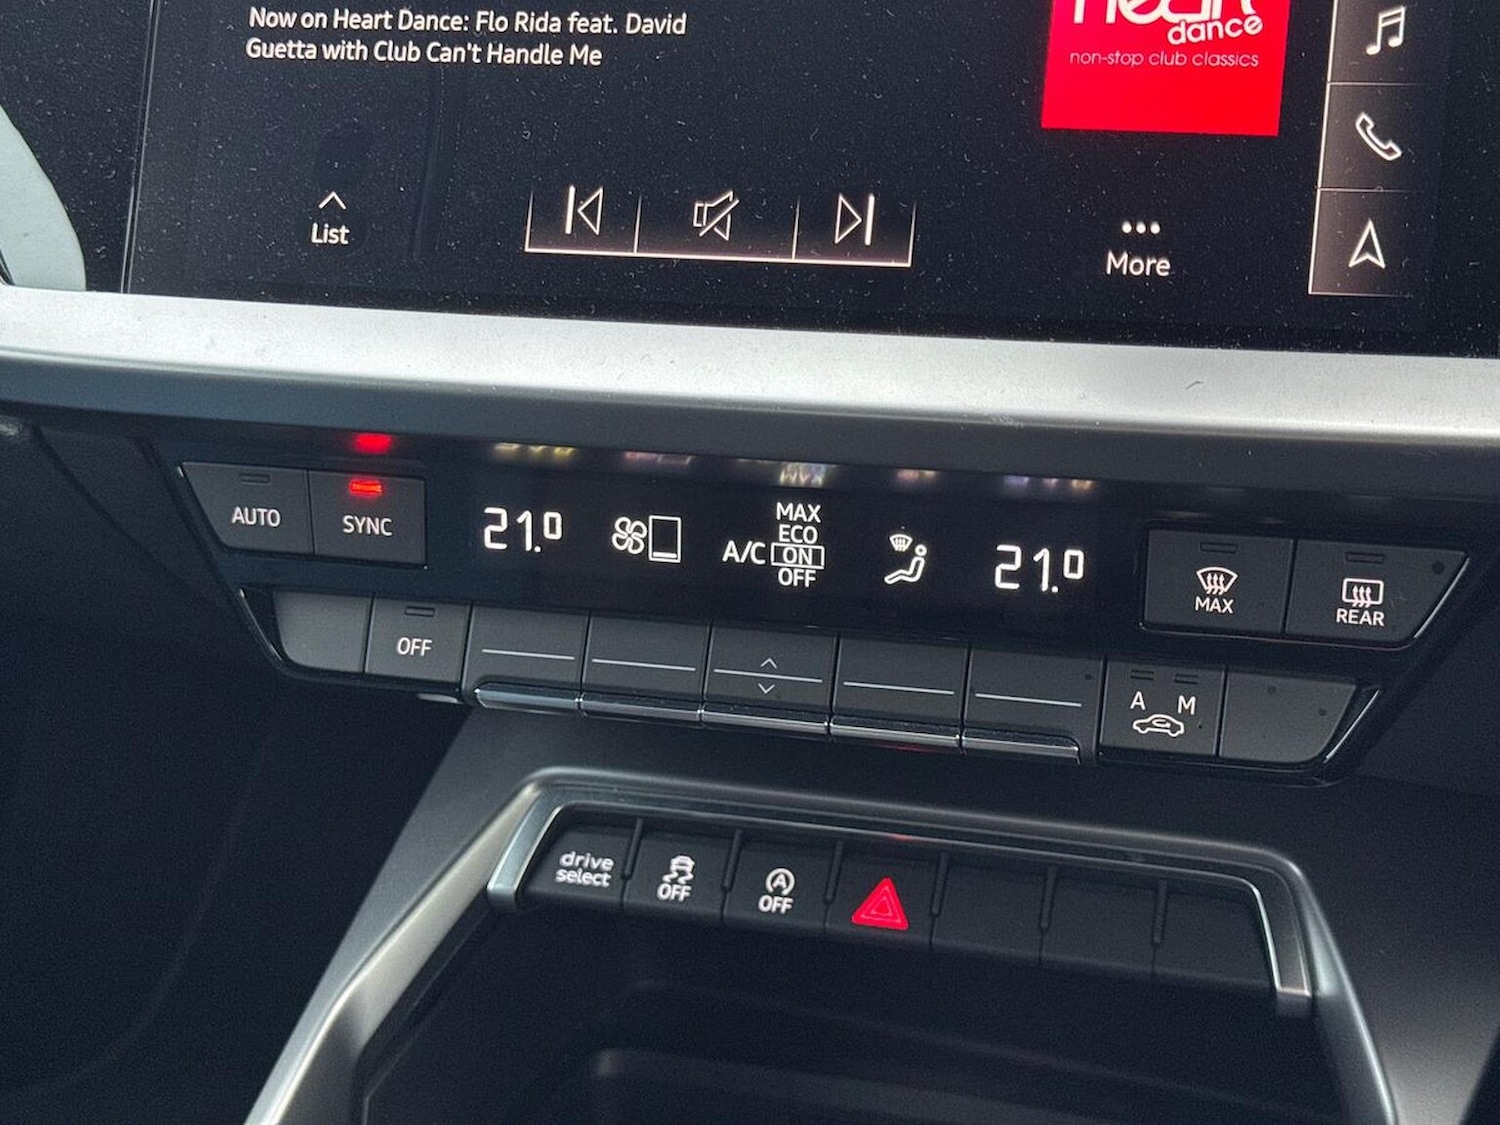 Now on Heart Dance: Flo Rida feat. David
Guetta with Club Can't Handle Me
heart
dance
non-stop club classics
List
More
AUTO
SYNC
21.0
A/C
MAX
ECO
ON
OFF
21.0
MAX
REAR
OFF
A M
drive
select
OFF
A
OFF